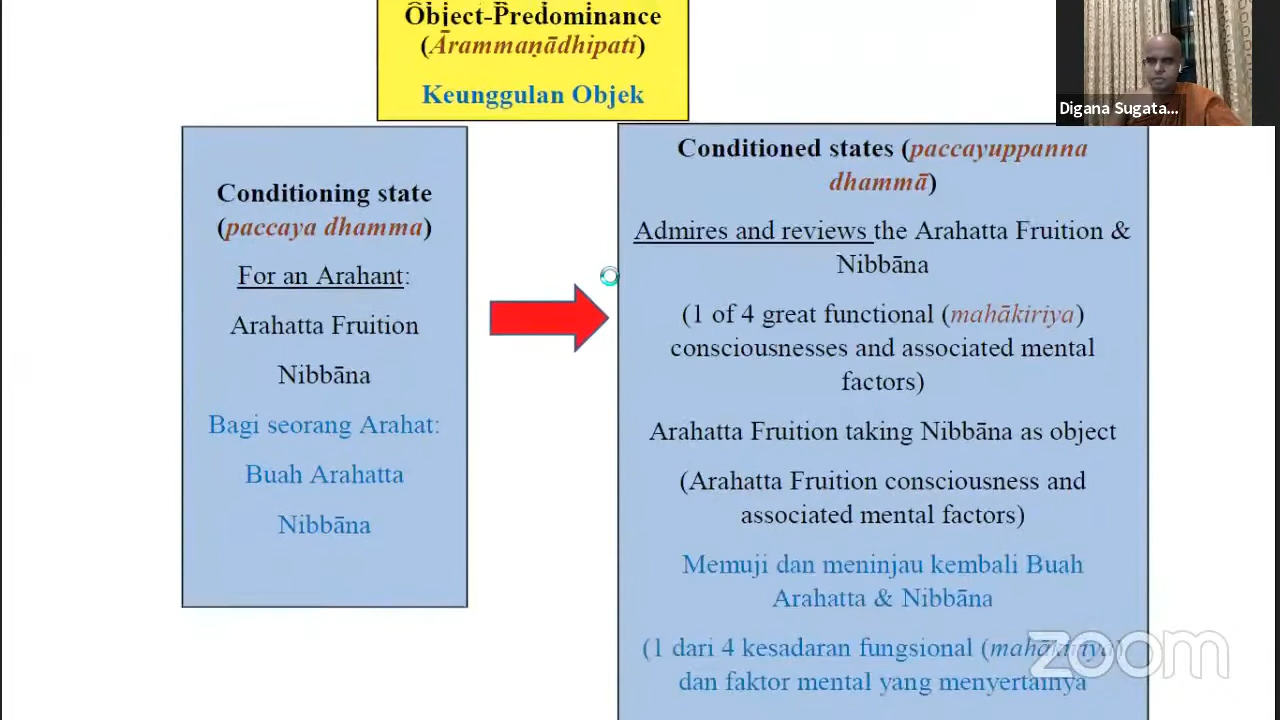 Object-Predominance
(Ārammaṇādhipati)
Keunggulan Objek
Digana Sugata...
Conditioning state
(paccaya dhamma)
For an Arahant:
Arahatta Fruition
Nibbāna
Bagi seorang Arahat:
Buah Arahatta
Nibbāna
Conditioned states (paccayuppanna
dhammā)
Admires and reviews the Arahatta Fruition &
Nibbāna
(1 of 4 great functional (mahākiriya)
consciousnesses and associated mental
factors)
Arahatta Fruition taking Nibbāna as object
(Arahatta Fruition consciousness and
associated mental factors)
Memuji dan meninjau kembali Buah
Arahatta & Nibbāna
(1 dari 4 kesadaran fungsional (mahākiriya)
dan faktor mental yang menyertainya
zoom